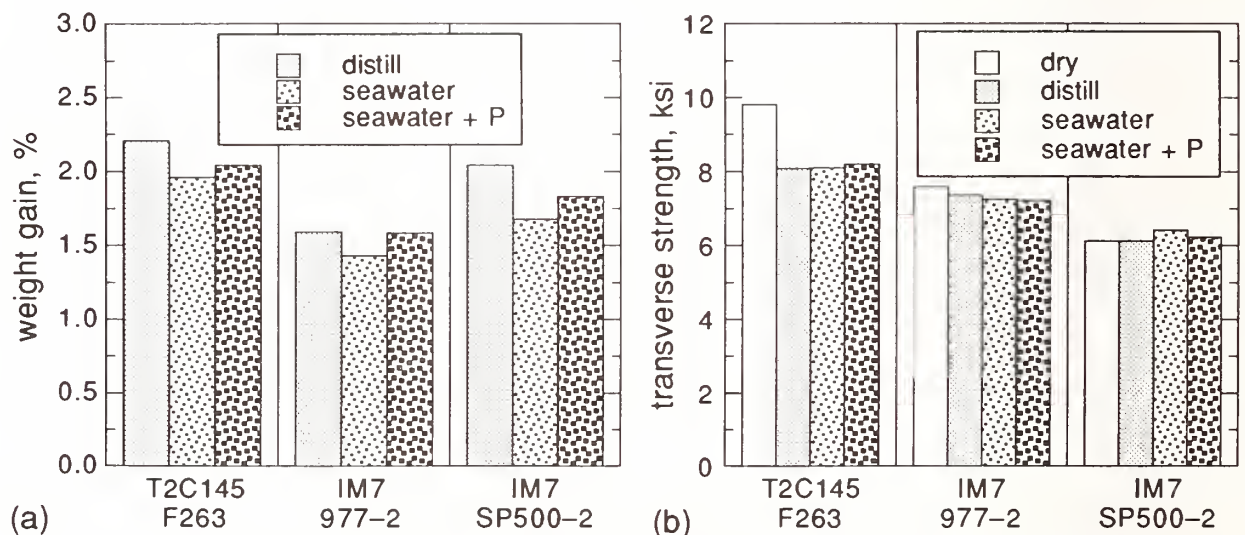 3.0
2.5
2.0
1.5
1.0
0.5
0.0
weight gain, %
distill
seawater
seawater + P
T2C145
F263
IM7
977-2
IM7
SP500-2
(a)
12
10
8
6
4
2
0
transverse strength, ksi
dry
distill
seawater
seawater + P
T2C145
F263
IM7
977-2
IM7
SP500-2
(b)